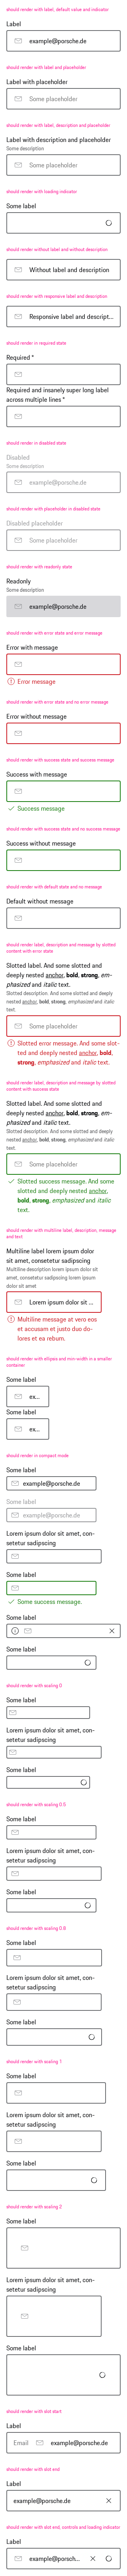 should render with label, default value and indicator
Label
example@porsche.de
should render with label and placeholder
Label with placeholder
Some placeholder
should render with label, description and placeholder
Label with description and placeholder
Some description
Some placeholder
should render with loading indicator
Some label
should render without label and without description
Without label and description
should render with responsive label and description
Responsive label and descript...
should render in required state
Required *
Required and insanely super long label
across multiple lines *
should render in disabled state
Disabled
Some description
example@porsche.de
should render with placeholder in disabled state
Disabled placeholder
Some placeholder
should render with readonly state
Readonly
Some description
example@porsche.de
should render with error state and error message
Error with message
Error message
should render with error state and no error message
Error without message
should render with success state and success message
Success with message
Success message
should render with success state and no success message
Success without message
should render with default state and no message
Default without message
should render label, description and message by slotted
content with error state
Slotted label. And some slotted and
deeply nested anchor, bold, strong, em-
phasized and italic text.
Slotted description. And some slotted and deeply
nested anchor, bold, strong, emphasized and italic
text.
Some placeholder
Slotted error message. And some slot-
ted and deeply nested anchor, bold,
strong, emphasized and italic text.
should render label, description and message by slotted
content with success state
Slotted label. And some slotted and
deeply nested anchor, bold, strong, em-
phasized and italic text.
Slotted description. And some slotted and deeply
nested anchor, bold, strong, emphasized and italic
text.
Some placeholder
Slotted success message. And some
slotted and deeply nested anchor,
bold, strong, emphasized and italic
text.
should render with multiline label, description, message
and text
Multiline label lorem ipsum dolor
sit amet, consetetur sadipscing
Multiline description lorem ipsum dolor sit
amet, consetetur sadipscing lorem ipsum
dolor sit amet
Lorem ipsum dolor sit ...
Multiline message at vero eos
et accusam et justo duo do-
lores et ea rebum.
should render with ellipsis and min-width in a smaller
container
Some label
ex...
Some label
ex...
should render in compact mode
Some label
example@porsche.de
Some label
example@porsche.de
Lorem ipsum dolor sit amet, con-
setetur sadipscing
Some label
Some success message.
Some label
Some label
should render with scaling 0
Some label
Lorem ipsum dolor sit amet, con-
setetur sadipscing
Some label
should render with scaling 0.5
Some label
Lorem ipsum dolor sit amet, con-
setetur sadipscing
Some label
should render with scaling 0.8
Some label
Lorem ipsum dolor sit amet, con-
setetur sadipscing
Some label
should render with scaling 1
Some label
Lorem ipsum dolor sit amet, con-
setetur sadipscing
Some label
should render with scaling 2
Some label
Lorem ipsum dolor sit amet, con-
setetur sadipscing
Some label
should render with slot start
Label
Email example@porsche.de
should render with slot end
Label
example@porsche.de
should render with slot end, controls and loading indicator
Label
example@porsch...